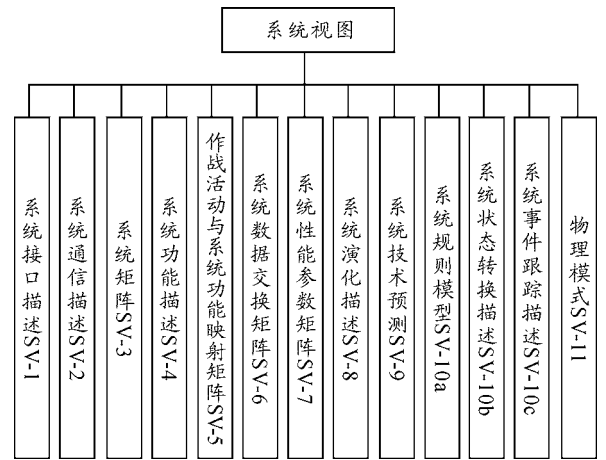 系统视图
系统接口描述SV-1
系统通信描述SV-2
系统矩阵SV-3
系统功能描述SV-4
作战活动与系统功能映射矩阵SV-5
系统数据交换矩阵SV-6
系统性能参数矩阵SV-7
系统演化描述SV-8
系统技术预测SV-9
系统规则模型SV-10a
系统状态转换描述SV-10b
系统事件跟踪描述SV-10c
物理模式SV-11